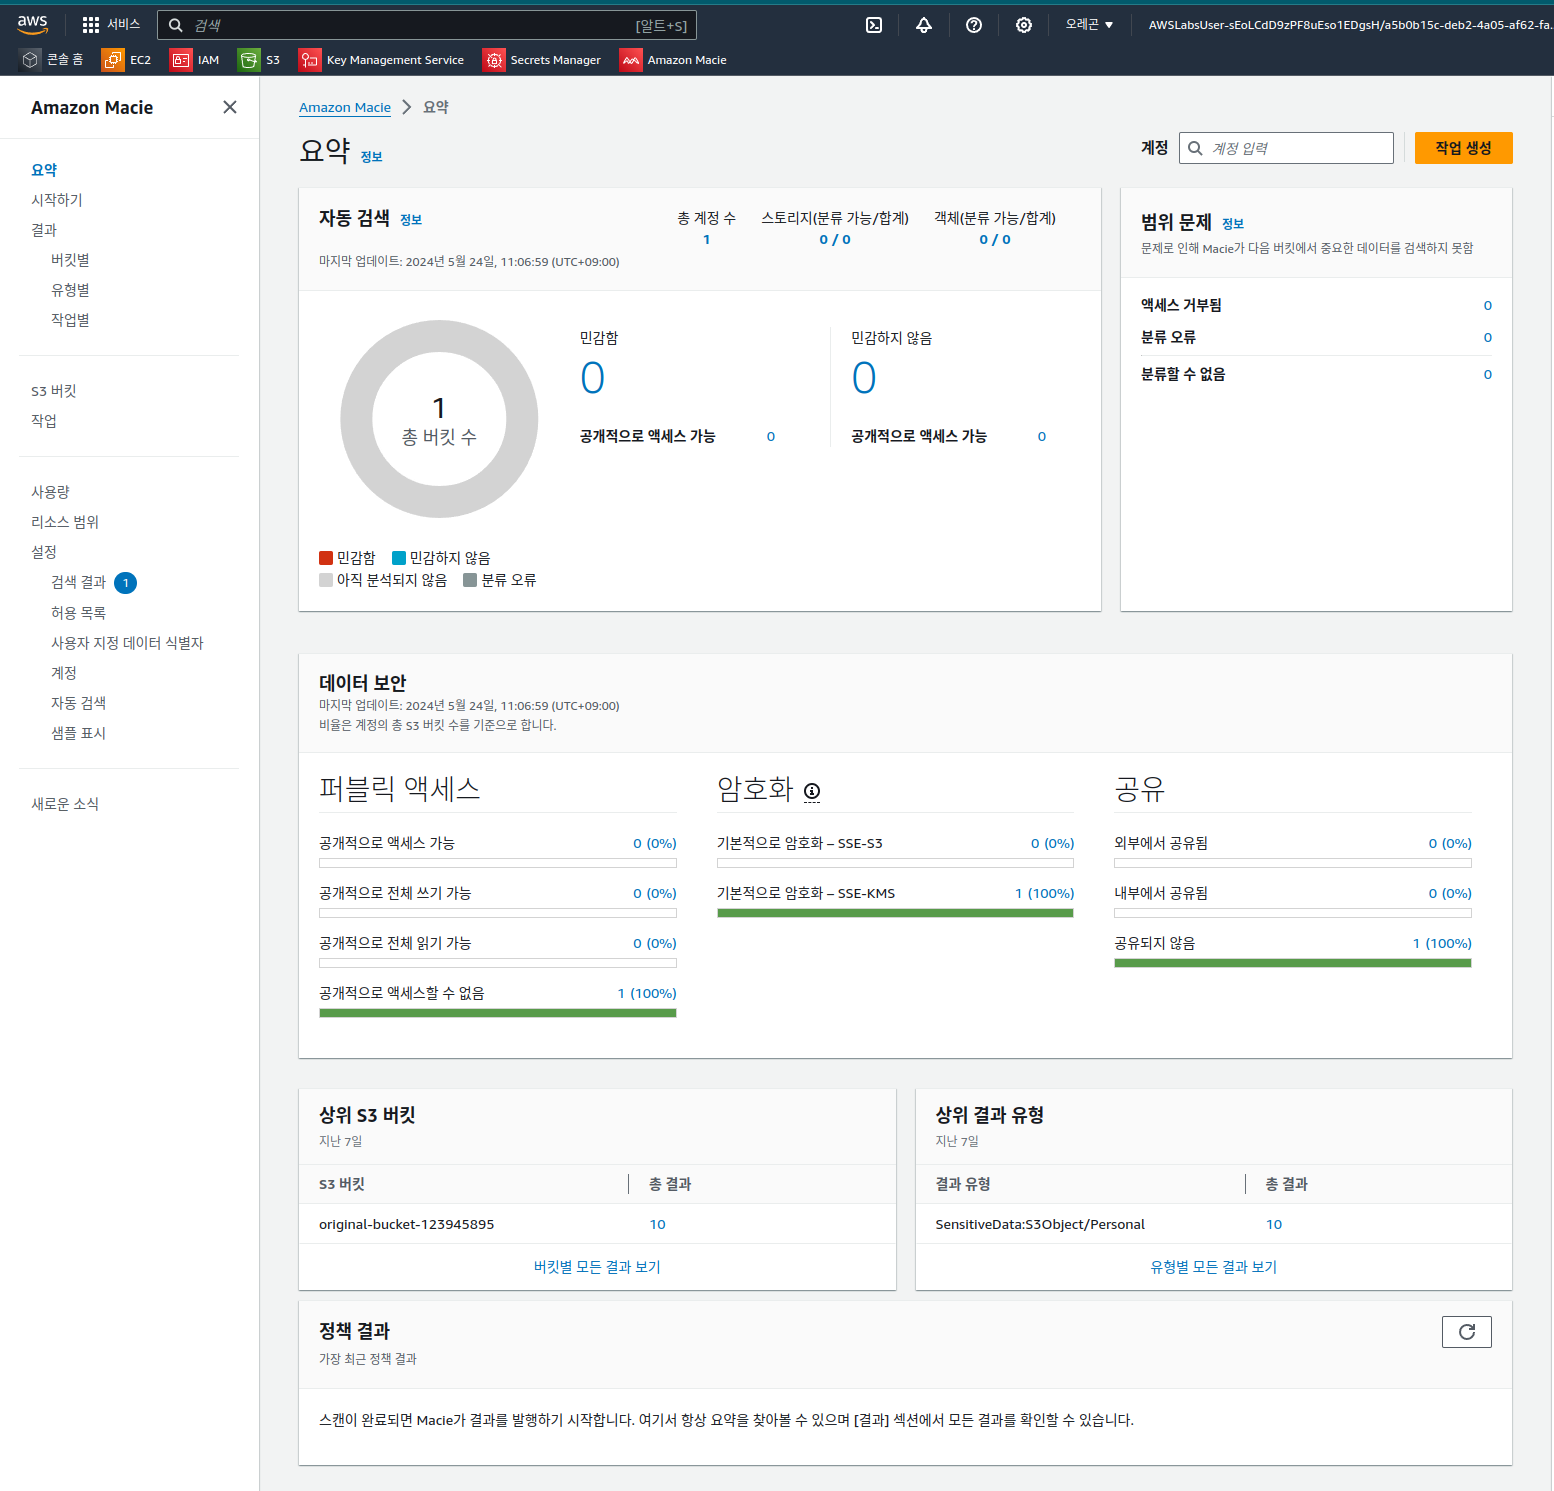 aws
서비스
검색
[알트+S]
오레곤
AWSLabsUser-sEoLCdD9zPF8uEso1EDgsH/a5b0b15c-deb2-4a05-af62-fa...
콘솔 홈
EC2
IAM
S3
Key Management Service
Secrets Manager
Amazon Macie
Amazon Macie
요약
시작하기
결과
버킷별
유형별
작업별
S3 버킷
작업
사용량
리소스 범위
설정
검색 결과 1
허용 목록
사용자 지정 데이터 식별자
계정
자동 검색
샘플 표시
새로운 소식
Amazon Macie
요약
요약 정보
계정
계정 입력
작업 생성
자동 검색 정보
총 계정 수
1
스토리지(분류 가능/합계)
0 / 0
객체(분류 가능/합계)
0 / 0
마지막 업데이트: 2024년 5월 24일, 11:06:59 (UTC+09:00)
1
총 버킷 수
민감함
0
공개적으로 액세스 가능 0
민감하지 않음
0
공개적으로 액세스 가능 0
민감함
민감하지 않음
아직 분석되지 않음
분류 오류
범위 문제 정보
문제로 인해 Macie가 다음 버킷에서 중요한 데이터를 검색하지 못함
액세스 거부됨 0
분류 오류 0
분류할 수 없음 0
데이터 보안
마지막 업데이트: 2024년 5월 24일, 11:06:59 (UTC+09:00)
비율은 계정의 총 S3 버킷 수를 기준으로 합니다.
퍼블릭 액세스
공개적으로 액세스 가능 0 (0%)
공개적으로 전체 쓰기 가능 0 (0%)
공개적으로 전체 읽기 가능 0 (0%)
공개적으로 액세스할 수 없음 1 (100%)
암호화
기본적으로 암호화 – SSE-S3 0 (0%)
기본적으로 암호화 – SSE-KMS 1 (100%)
공유
외부에서 공유됨 0 (0%)
내부에서 공유됨 0 (0%)
공유되지 않음 1 (100%)
상위 S3 버킷
지난 7일
S3 버킷 총 결과
original-bucket-123945895 10
버킷별 모든 결과 보기
상위 결과 유형
지난 7일
결과 유형 총 결과
SensitiveData:S3Object/Personal 10
유형별 모든 결과 보기
정책 결과
가장 최근 정책 결과
스캔이 완료되면 Macie가 결과를 발행하기 시작합니다. 여기서 항상 요약을 찾아볼 수 있으며 [결과] 섹션에서 모든 결과를 확인할 수 있습니다.